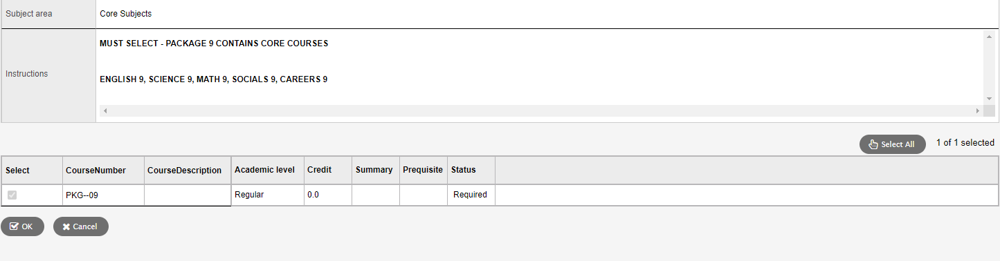 Subject area Core Subjects
MUST SELECT - PACKAGE 9 CONTAINS CORE COURSES
Instructions
ENGLISH 9, SCIENCE 9, MATH 9, SOCIALS 9, CAREERS 9
Select All 1 of 1 selected
Select CourseNumber CourseDescription Academic level Credit Summary Prequisite Status
PKG--09 Regular 0.0 Required
OK Cancel